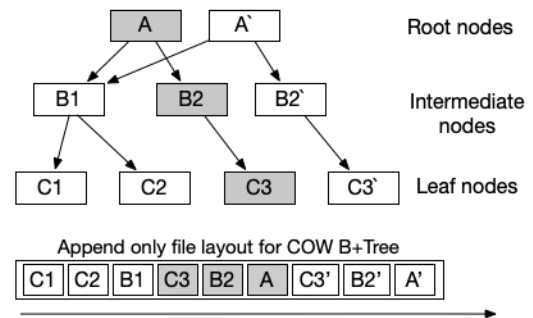 A A` Root nodes
B1 B2 B2` Intermediate
nodes
C1 C2 C3 C3` Leaf nodes
Append only file layout for COW B+Tree
C1 C2 B1 C3 B2 A C3' B2' A'